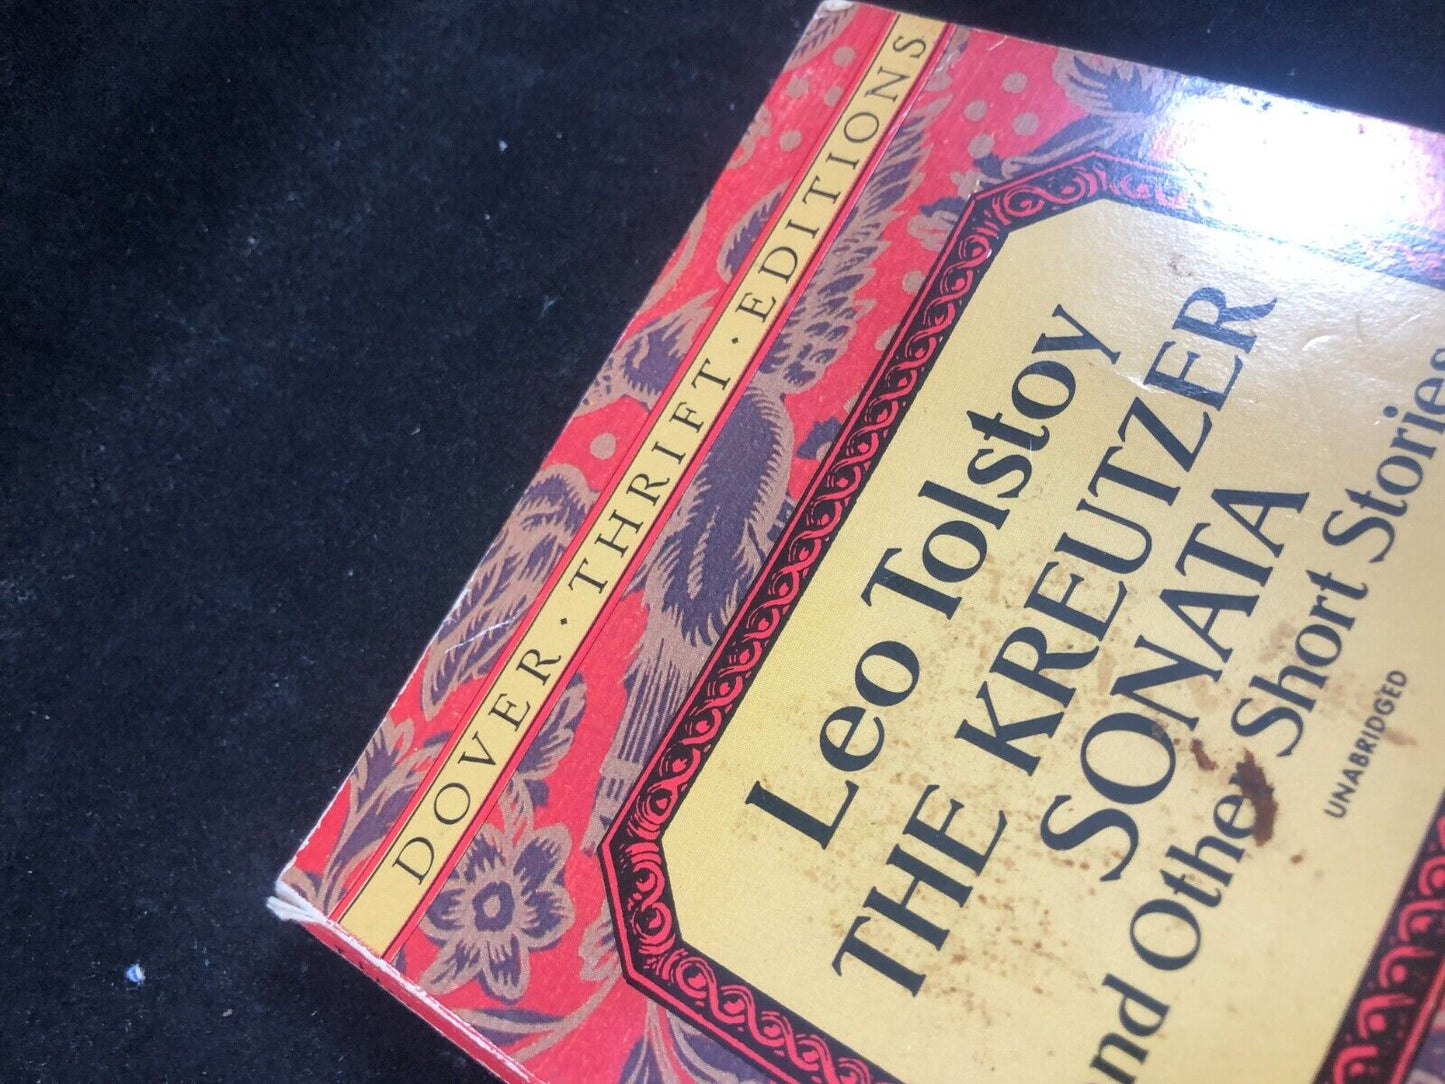 DOVER · THRIFT · EDITIONS
Leo Tolstoy
THE KREUTZER
SONATA
and Other Short Stories
UNABRIDGED